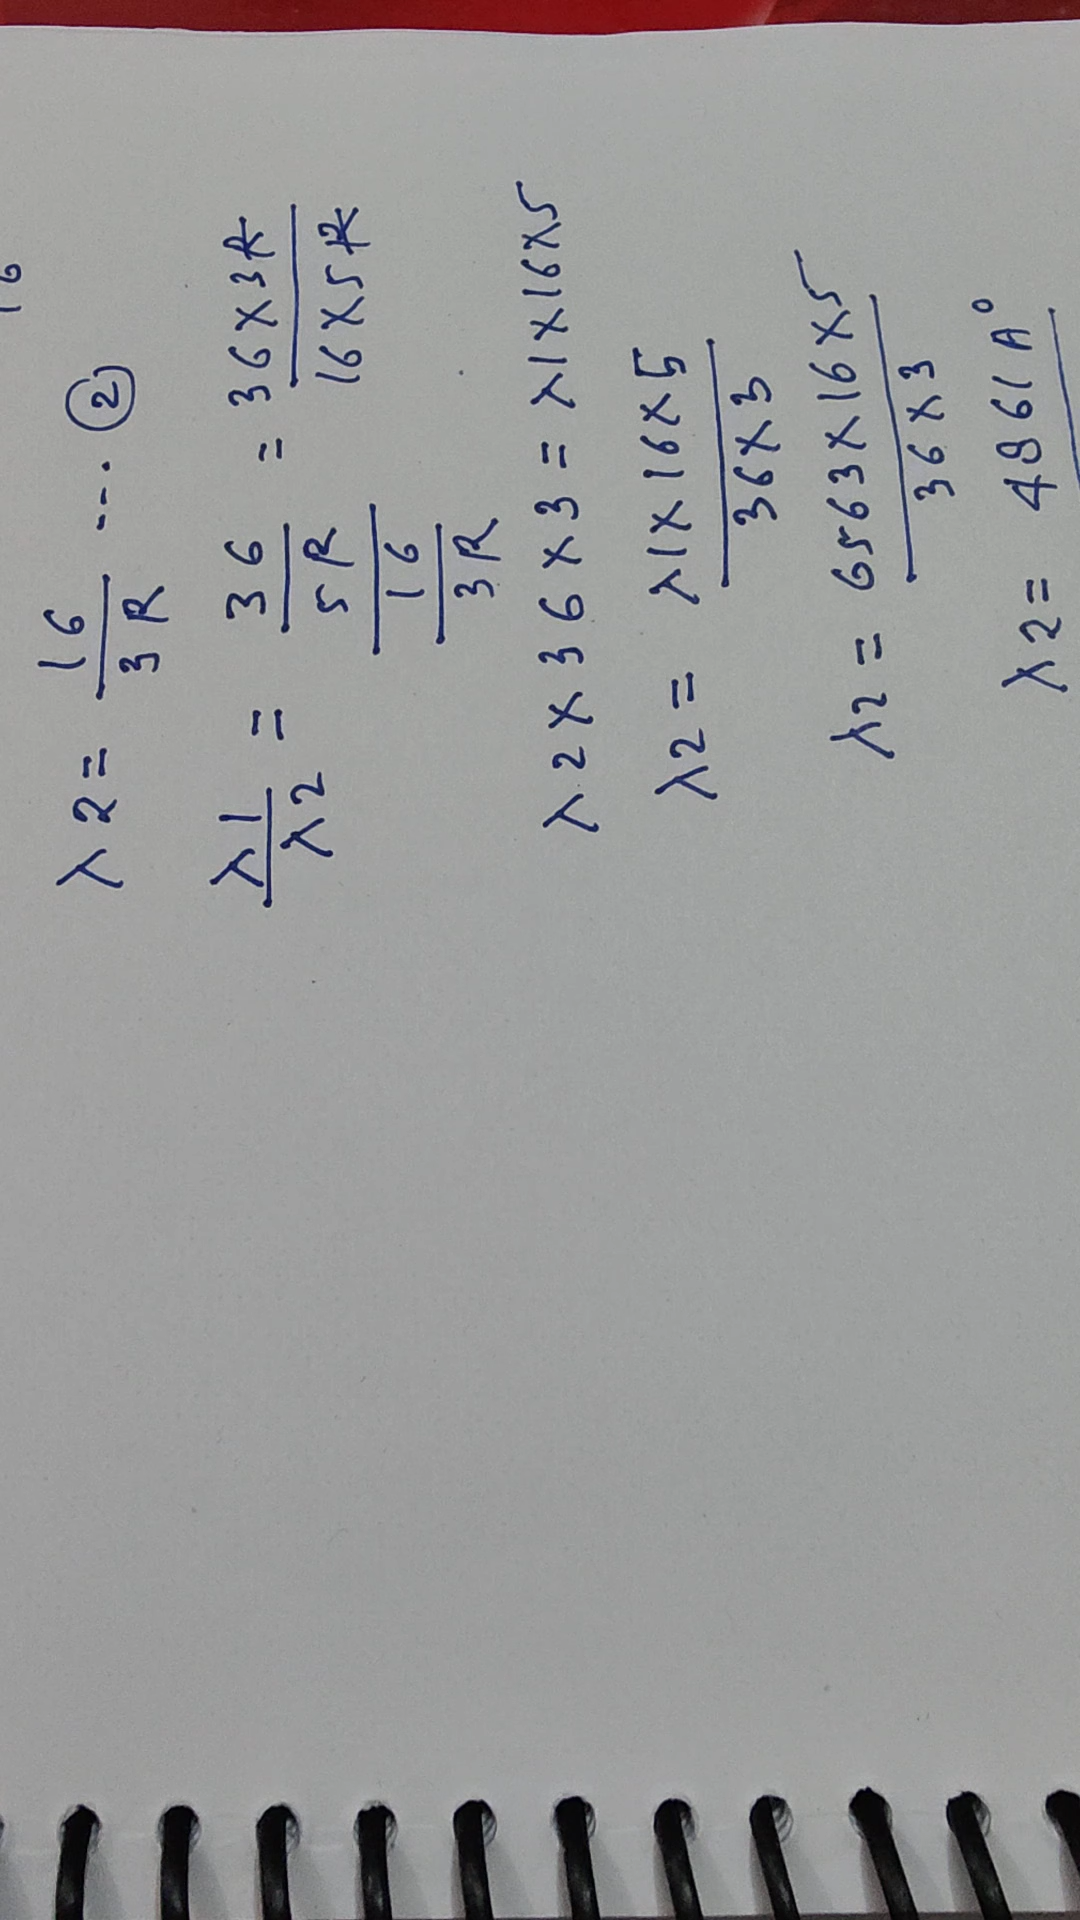 16
λ2 = 16/3R ---- ②
λ1/λ2 = 36/5R / 16/3R = 36×3R/16×5R
λ2×36×3 = λ1×16×5
λ2 = λ1×16×5/36×3
λ2 = 6563×16×5/36×3
λ2 = 4861 A°